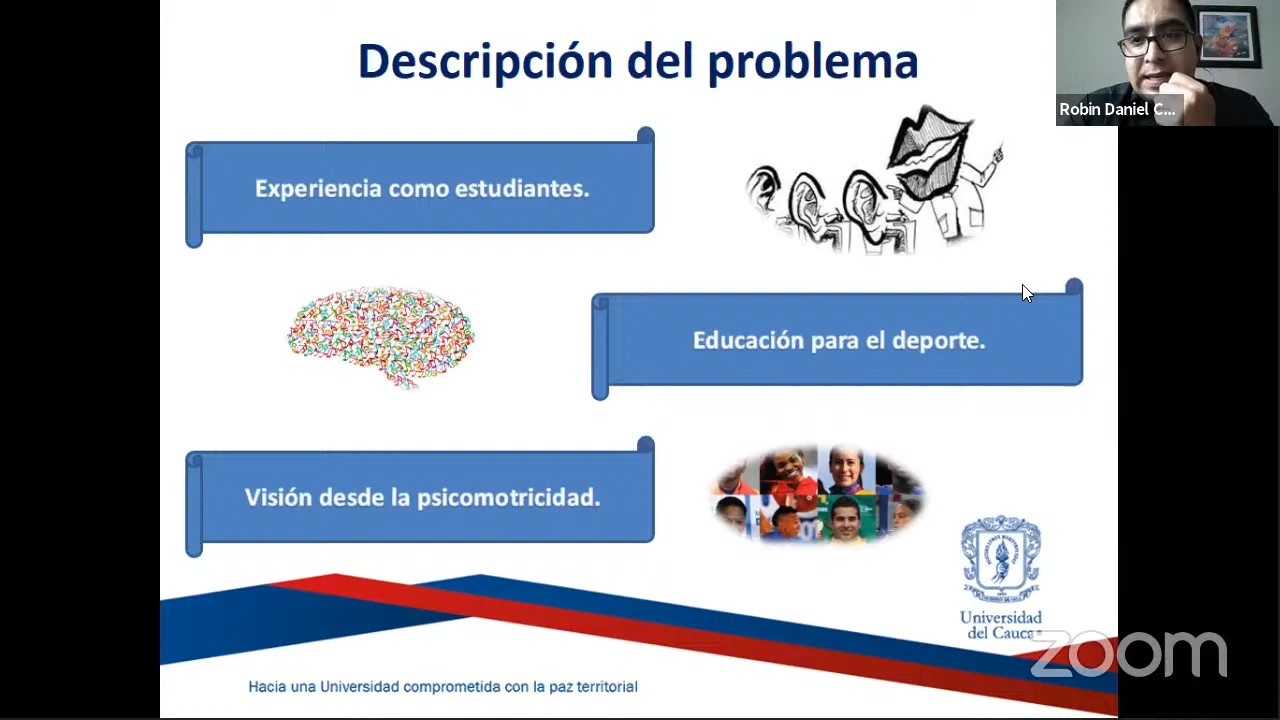 Descripción del problema
Robin Daniel C...
Experiencia como estudiantes.
Educación para el deporte.
Visión desde la psicomotricidad.
Universidad
del Cauca
zoom
Hacia una Universidad comprometida con la paz territorial